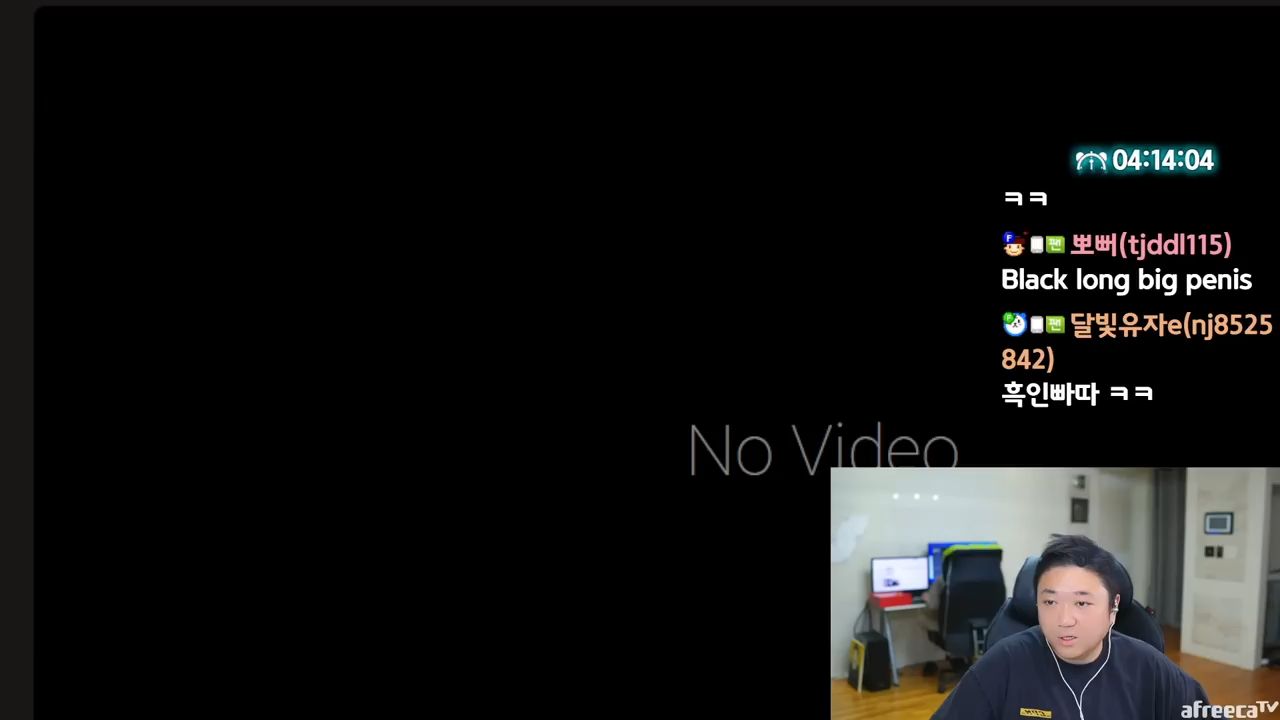 04:14:04
ㅋㅋ
뽀뻐(tjddl115)
Black long big penis
달빛유자e(nj8525
842)
흑인빠따 ㅋㅋ
No Video
afreecaTV